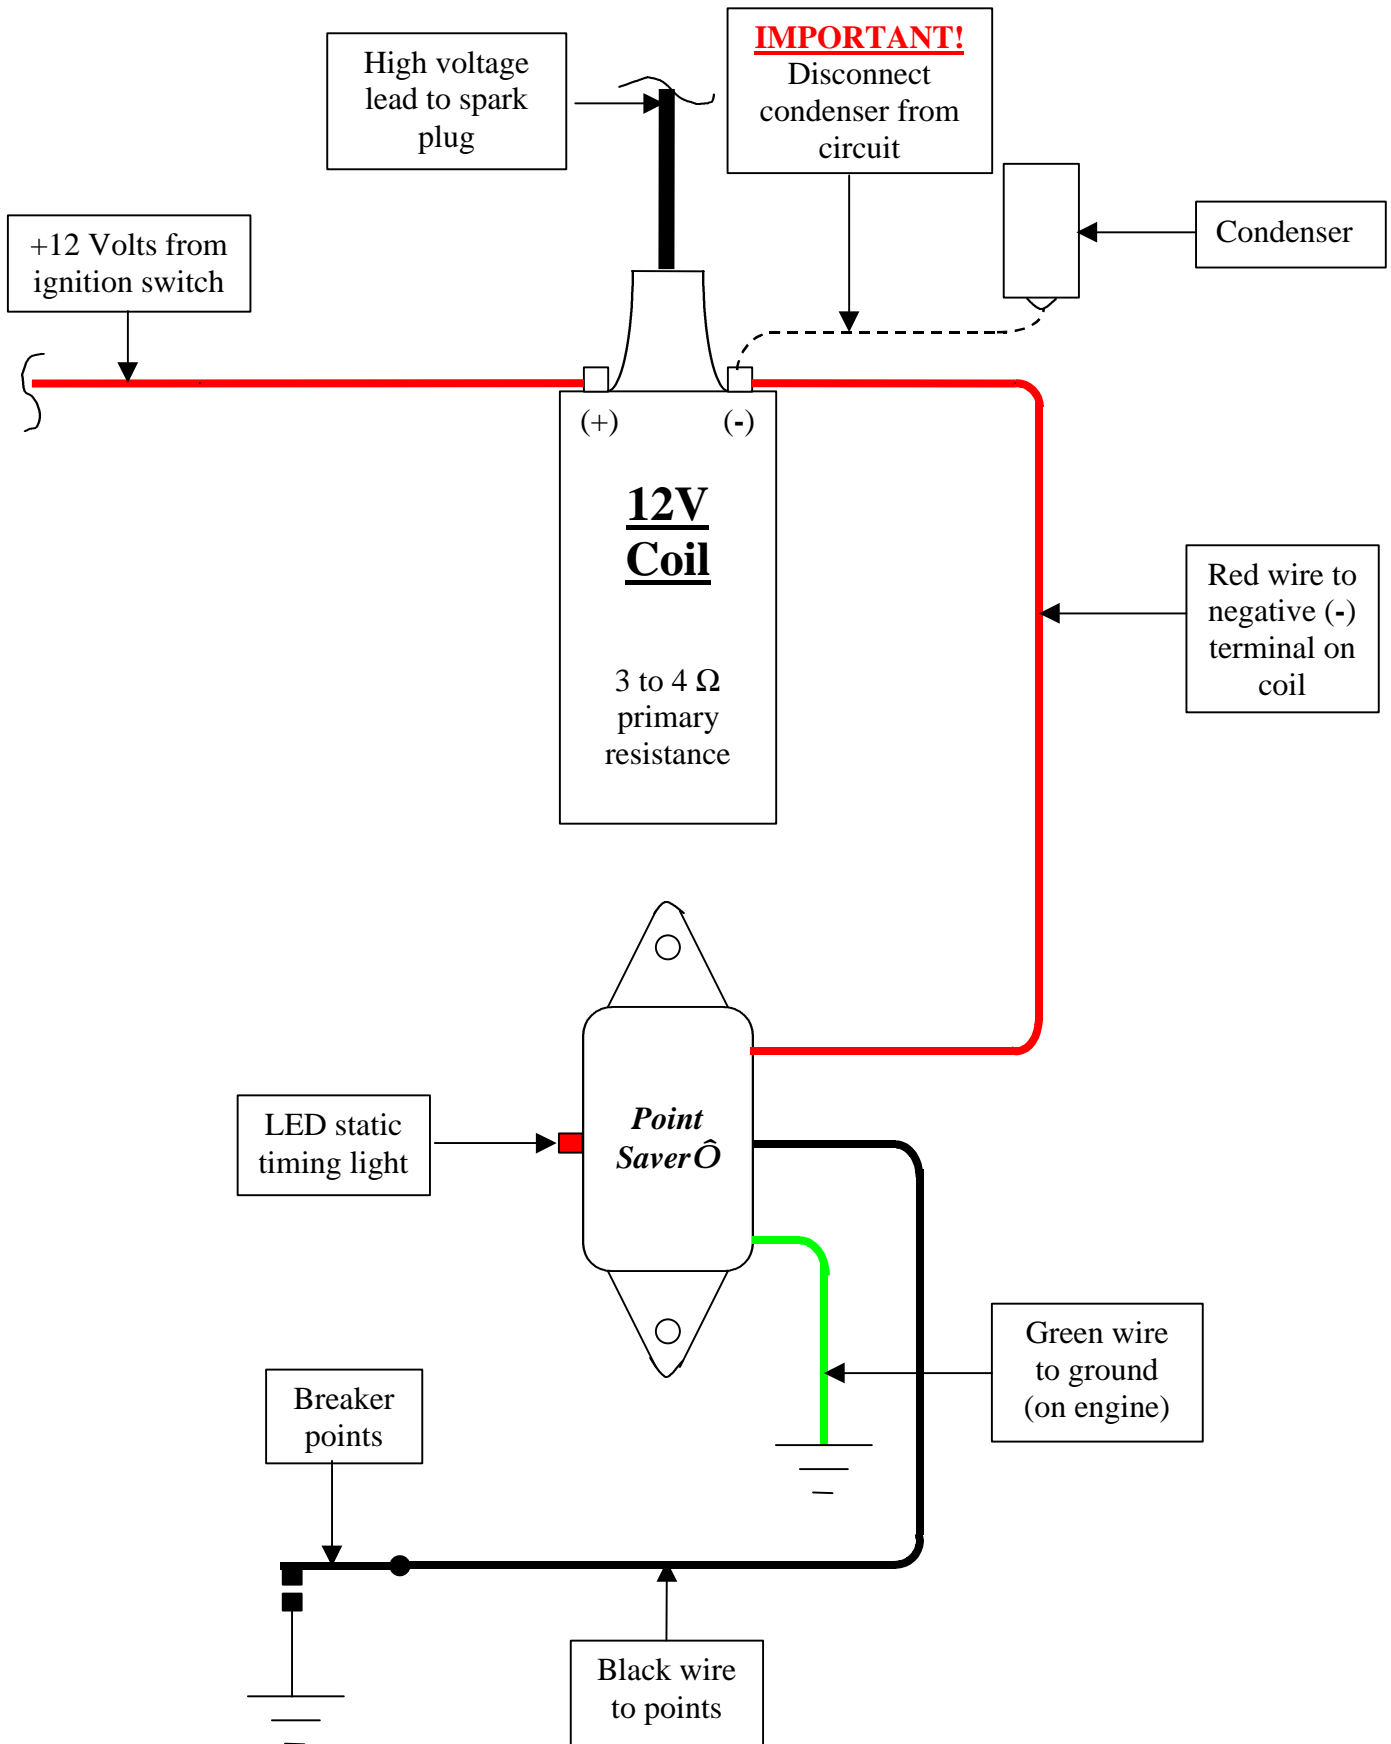 High voltage
lead to spark
plug
IMPORTANT!
Disconnect
condenser from
circuit
Condenser
+12 Volts from
ignition switch
(+)
(-)
12V
Coil
3 to 4 Ω
primary
resistance
Red wire to
negative (-)
terminal on
coil
Point
SaverÔ
LED static
timing light
Green wire
to ground
(on engine)
Breaker
points
Black wire
to points